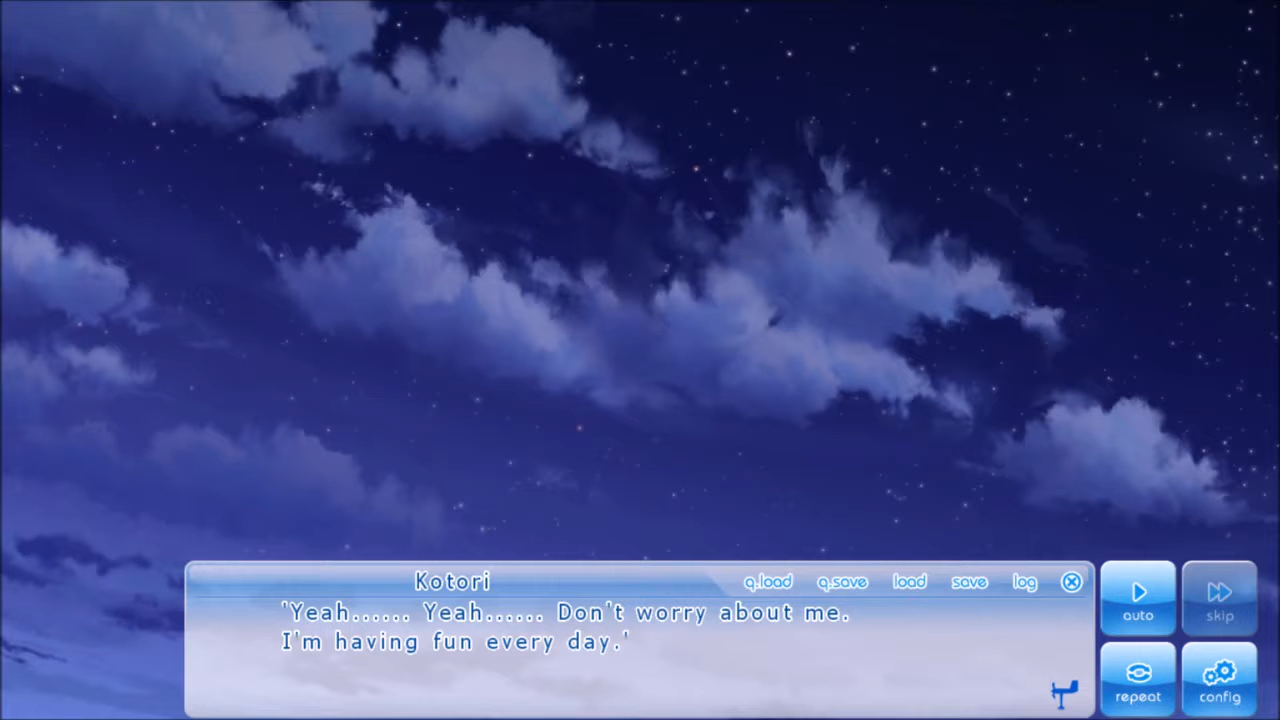 Kotori
q.load q.save load save log
'Yeah...... Yeah...... Don't worry about me.
I'm having fun every day.'
auto
skip
repeat
config